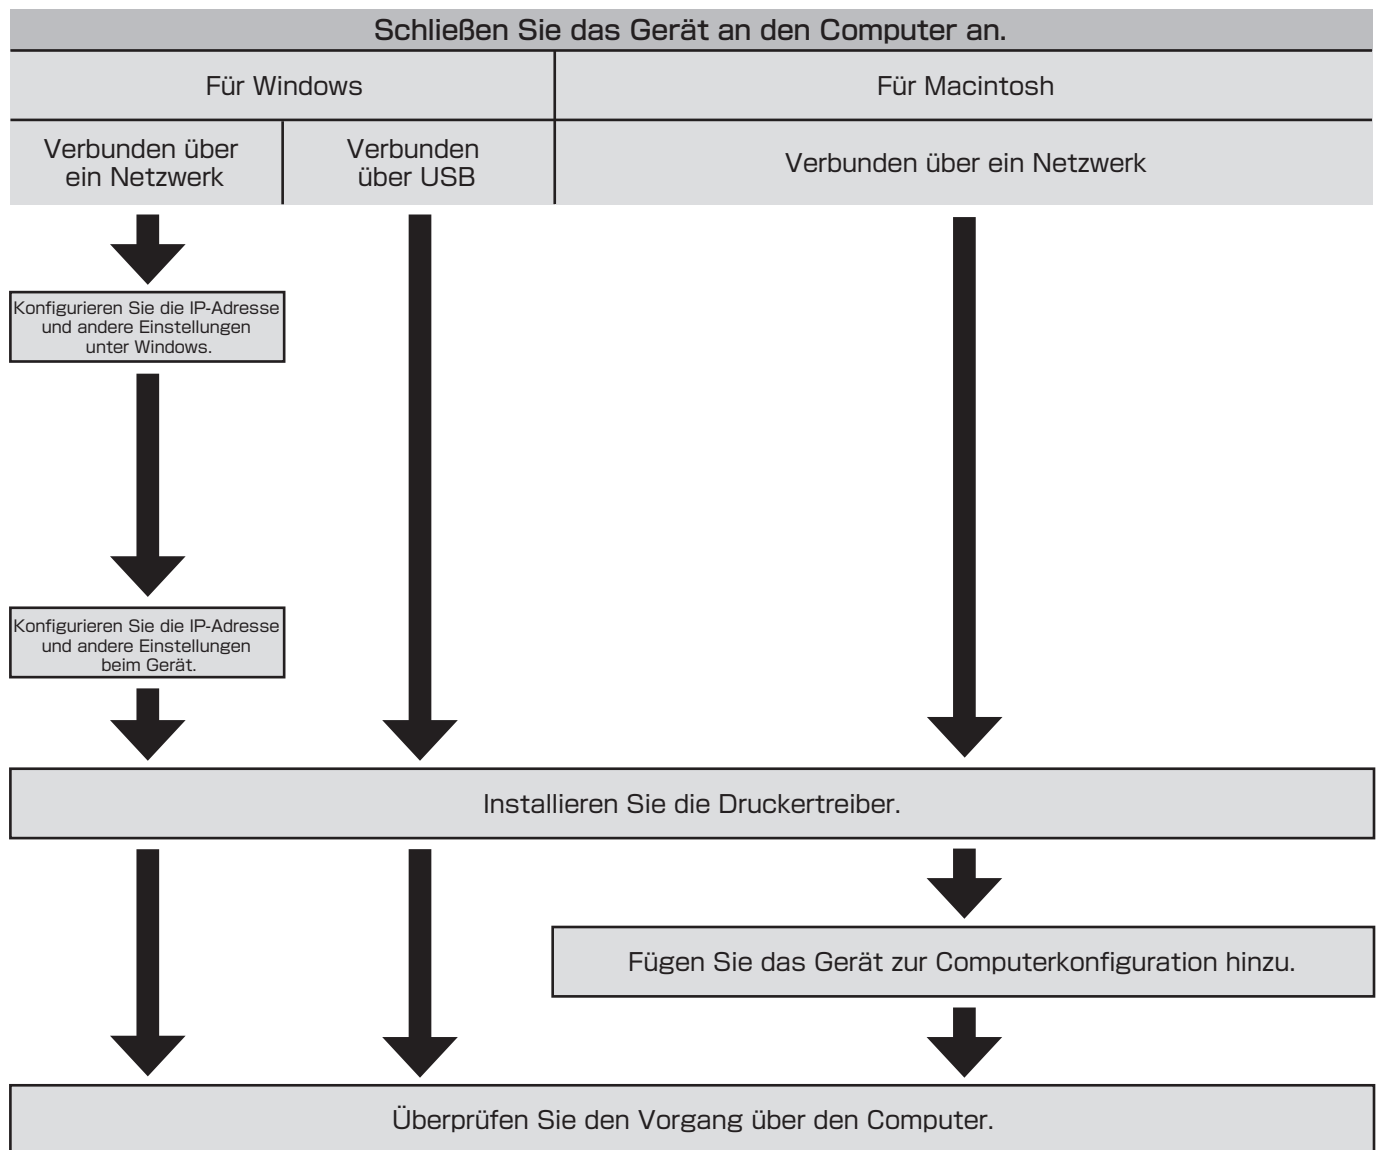 Schließen Sie das Gerät an den Computer an.
Für Windows
Für Macintosh
Verbunden über
ein Netzwerk
Verbunden
über USB
Verbunden über ein Netzwerk
Konfigurieren Sie die IP-Adresse
und andere Einstellungen
unter Windows.
Konfigurieren Sie die IP-Adresse
und andere Einstellungen
beim Gerät.
Installieren Sie die Druckertreiber.
Fügen Sie das Gerät zur Computerkonfiguration hinzu.
Überprüfen Sie den Vorgang über den Computer.